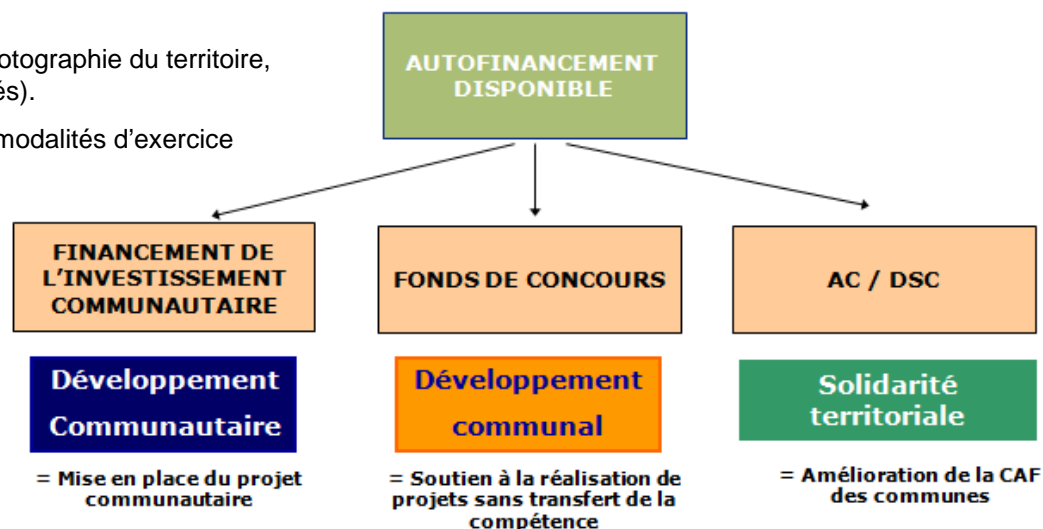 otographie du territoire,
és).
modalités d'exercice
AUTOFINANCEMENT
DISPONIBLE
FINANCEMENT DE
L'INVESTISSEMENT
COMMUNAUTAIRE
FONDS DE CONCOURS
AC / DSC
Développement
Communautaire
Développement
communal
Solidarité
territoriale
= Mise en place du projet
communautaire
= Soutien à la réalisation de
projets sans transfert de la
compétence
= Amélioration de la CAF
des communes